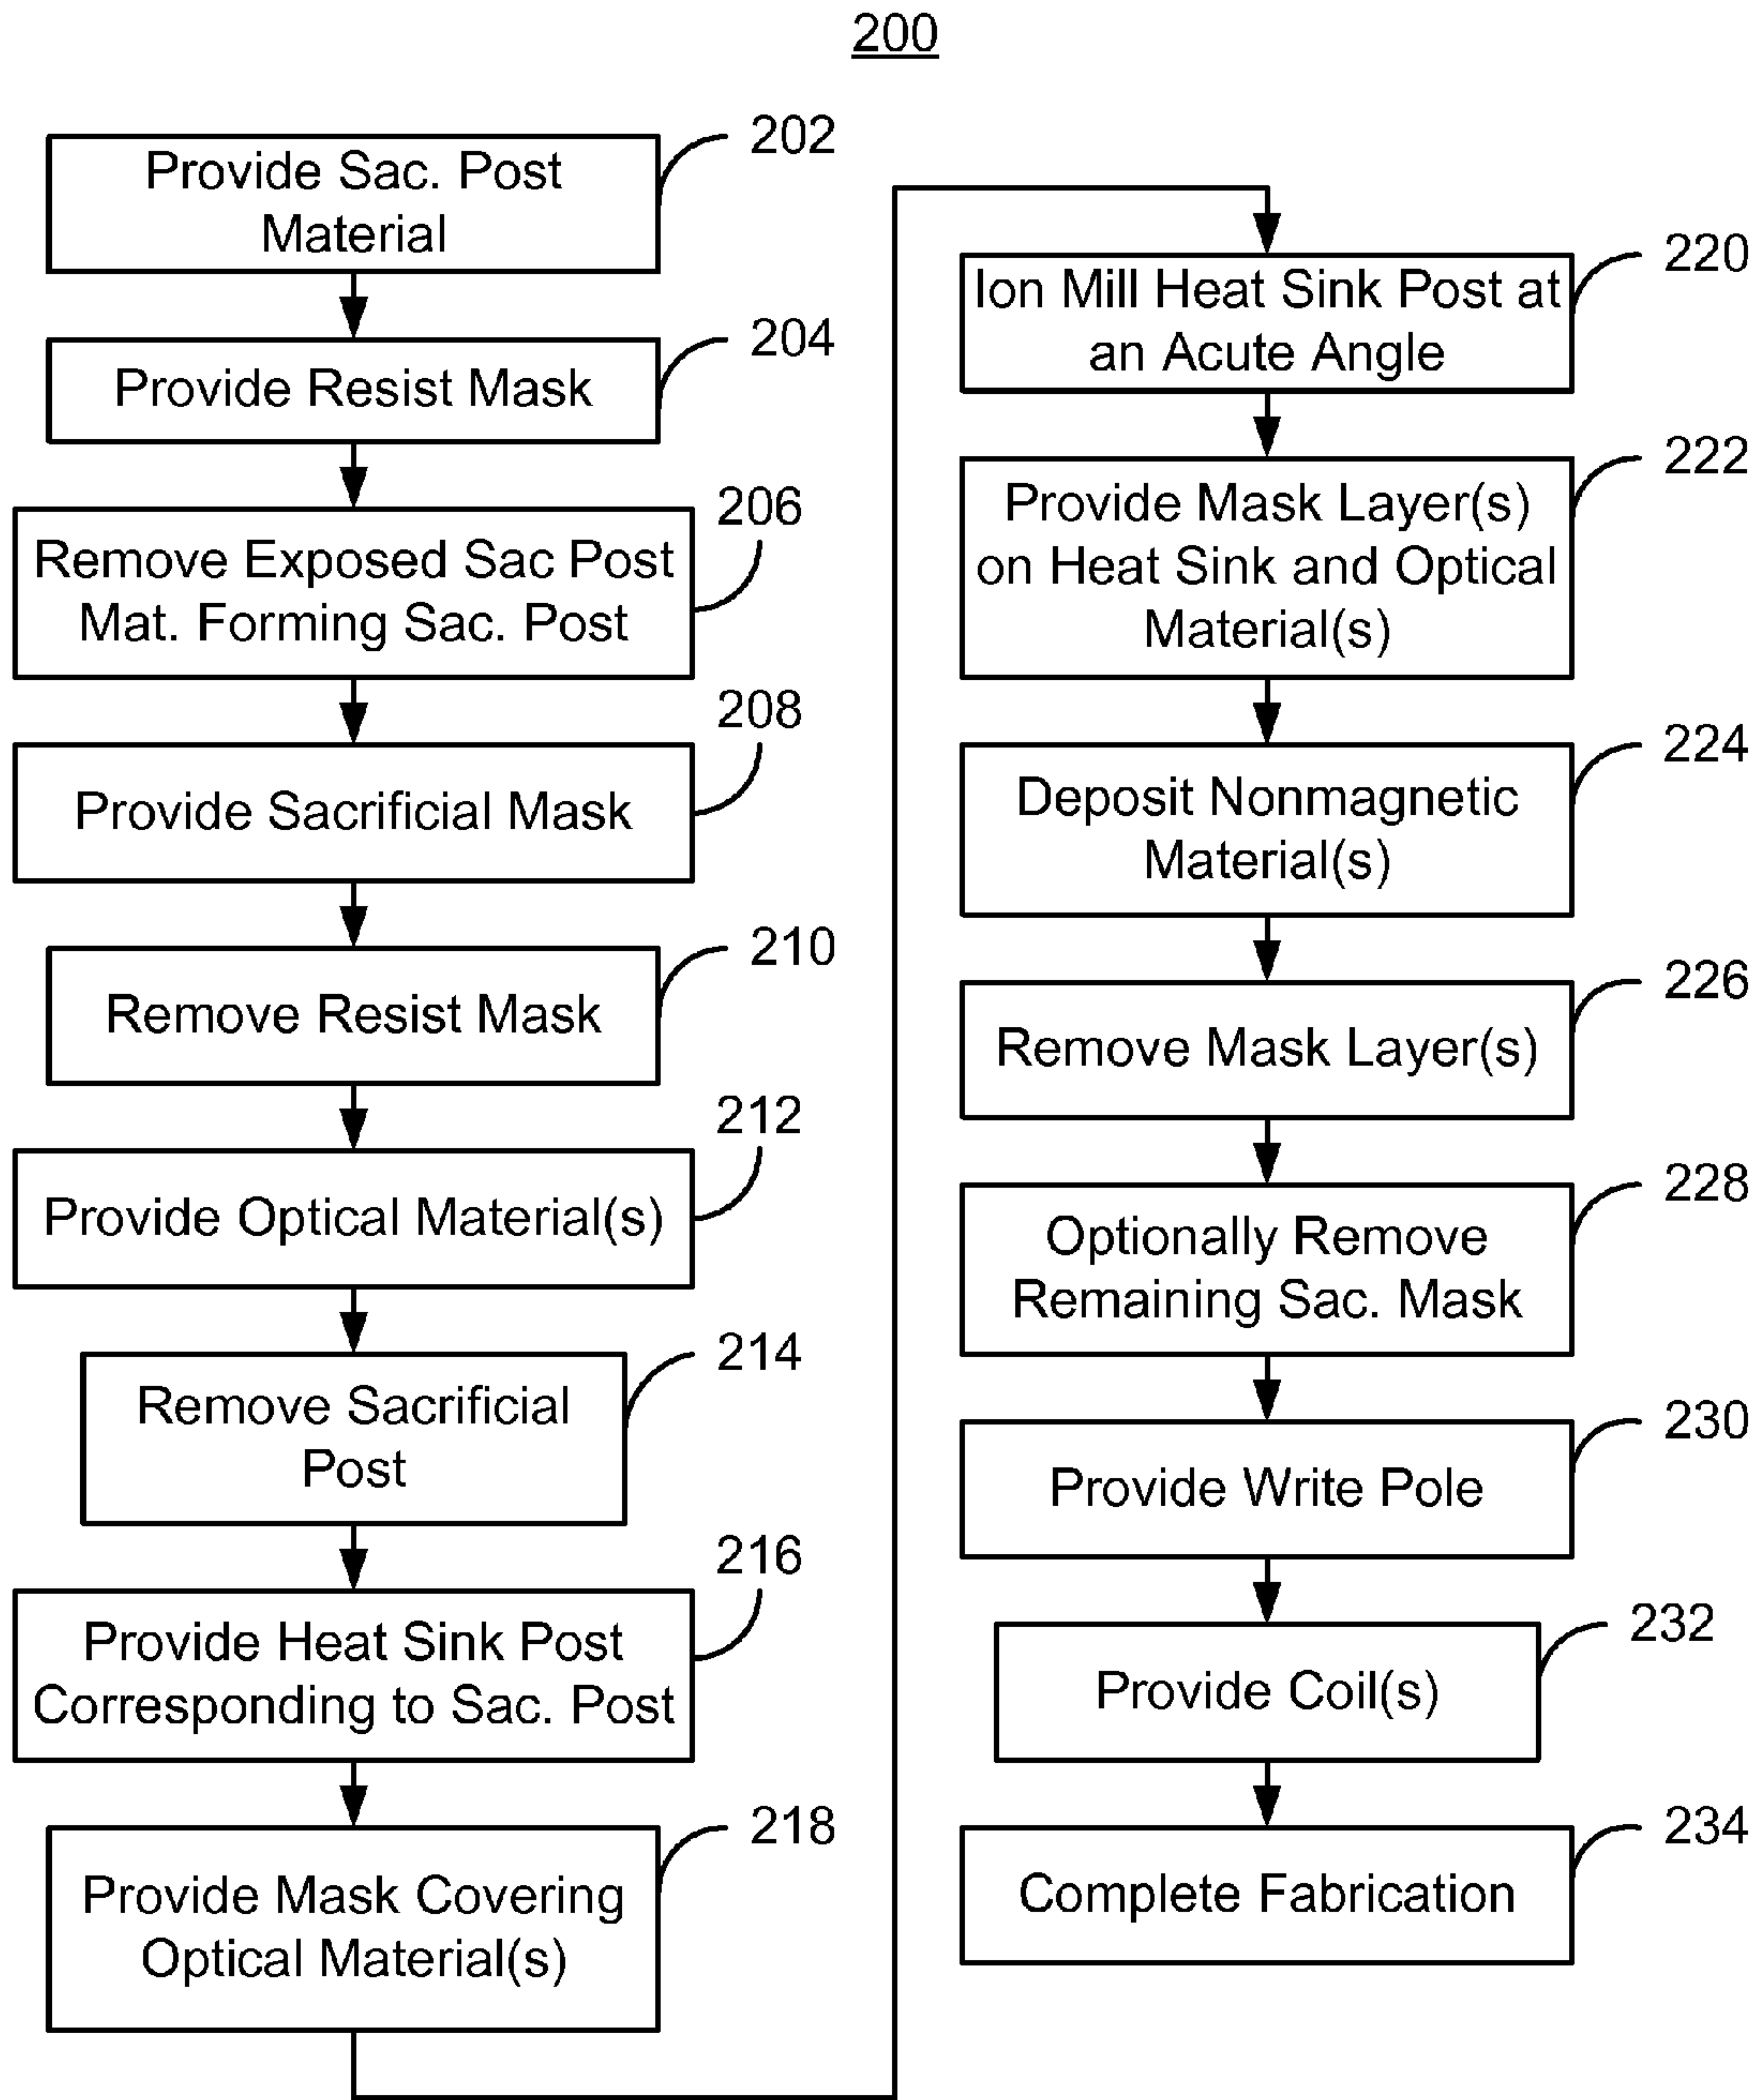 200
Provide Sac. Post
Material
202
Provide Resist Mask
204
Remove Exposed Sac Post
Mat. Forming Sac. Post
206
Provide Sacrificial Mask
208
Remove Resist Mask
210
Provide Optical Material(s)
212
Remove Sacrificial
Post
214
Provide Heat Sink Post
Corresponding to Sac. Post
216
Provide Mask Covering
Optical Material(s)
218
Ion Mill Heat Sink Post at
an Acute Angle
220
Provide Mask Layer(s)
on Heat Sink and Optical
Material(s)
222
Deposit Nonmagnetic
Material(s)
224
Remove Mask Layer(s)
226
Optionally Remove
Remaining Sac. Mask
228
Provide Write Pole
230
Provide Coil(s)
232
Complete Fabrication
234